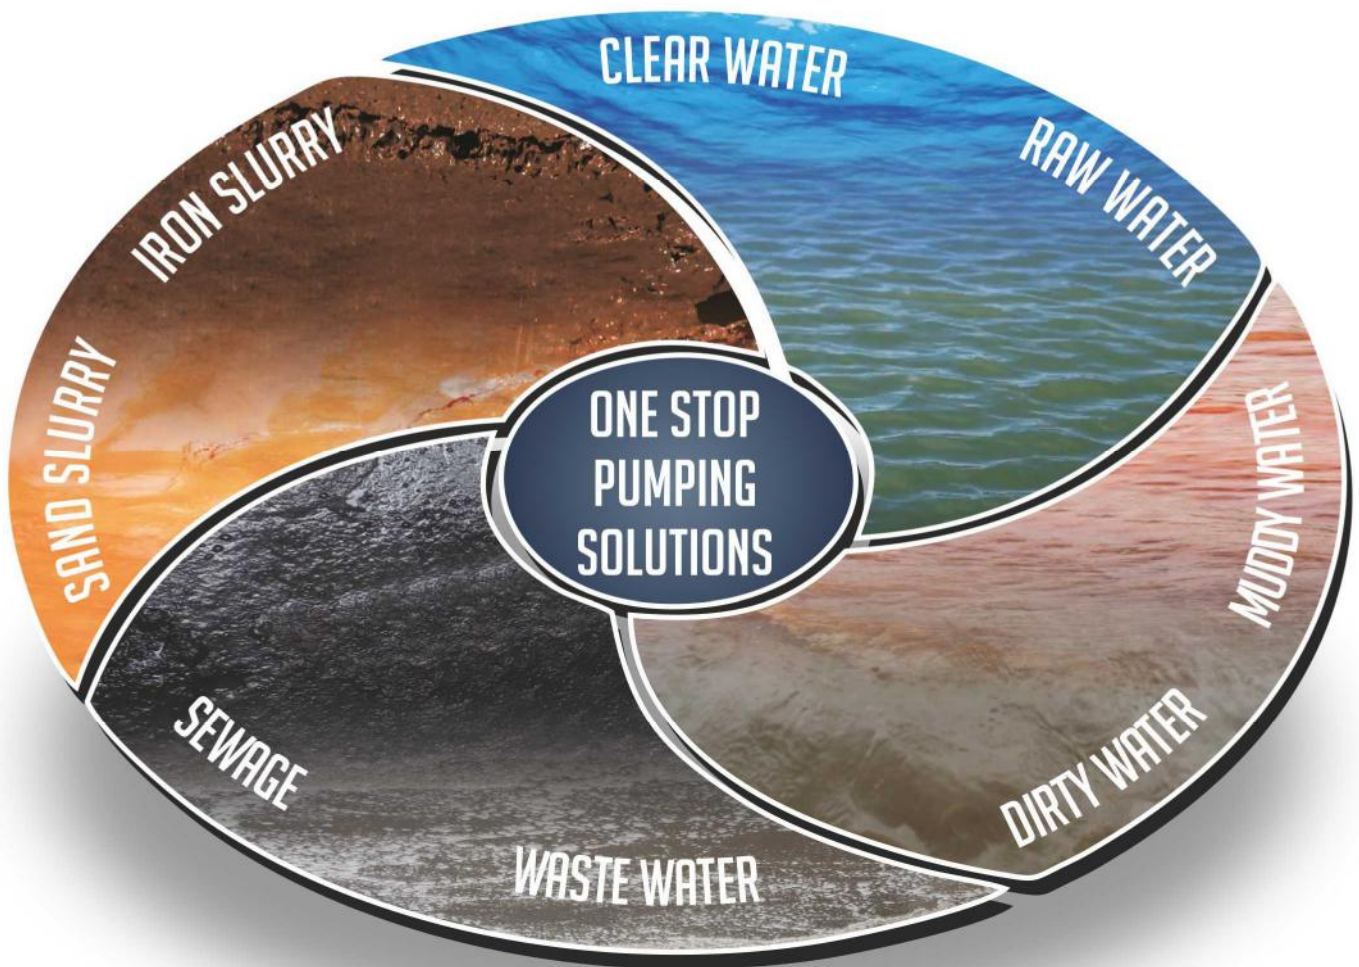 CLEAR WATER
RAW WATER
MUDDY WATER
DIRTY WATER
WASTE WATER
SEWAGE
SAND SLURRY
IRON SLURRY
ONE STOP
PUMPING
SOLUTIONS